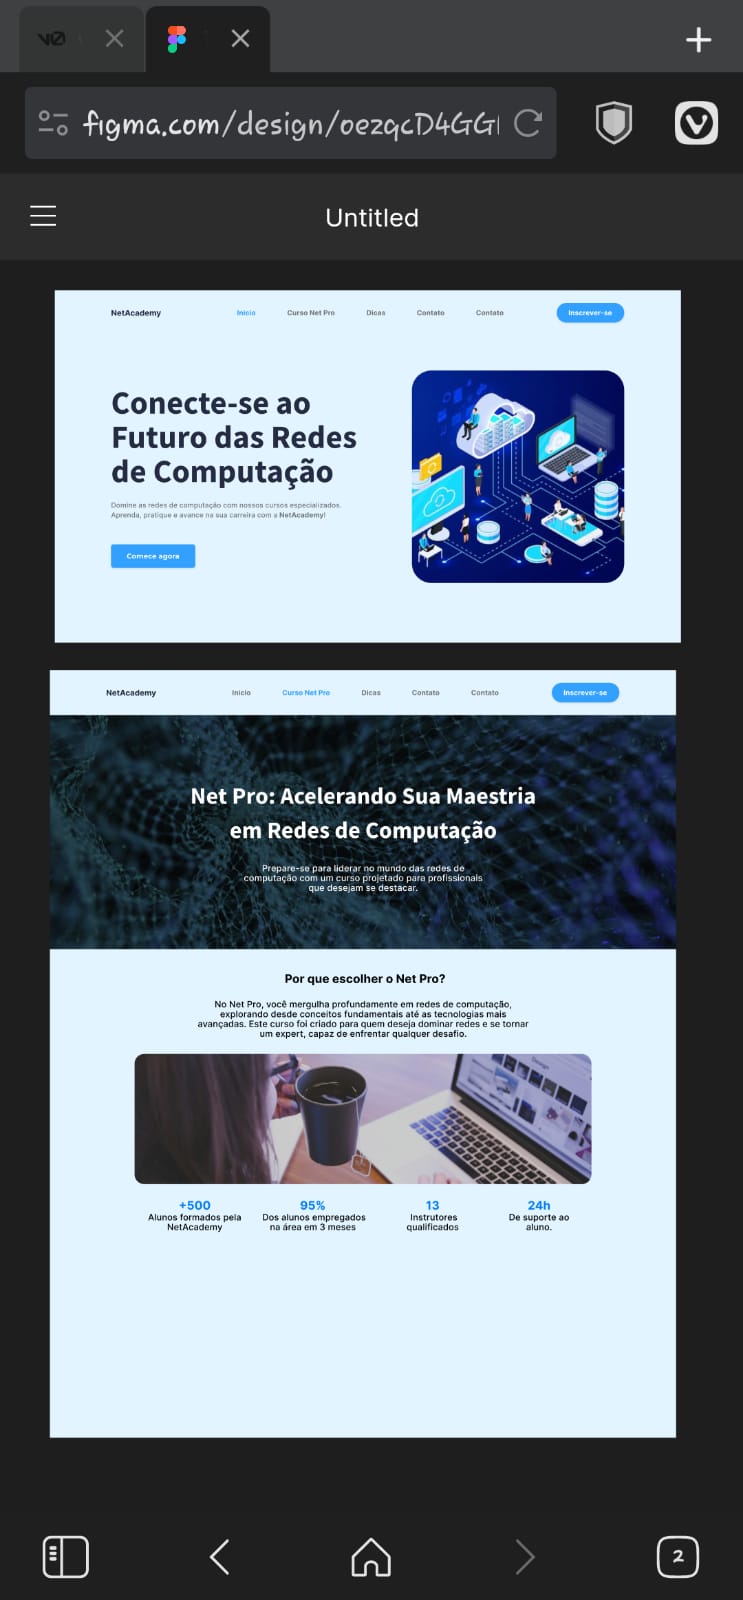 v0
figma.com/design/oezqcD4GG
Untitled
NetAcademy
Inicio
Curso Net Pro
Dicas
Contato
Contato
Inscrever-se
Conecte-se ao
Futuro das Redes
de Computação
Domine as redes de computação com nossos cursos especializados.
Aprenda, pratique e avance na sua carreira com a NetAcademy!
Comece agora
NetAcademy
Inicio
Curso Net Pro
Dicas
Contato
Contato
Inscrever-se
Net Pro: Acelerando Sua Maestria
em Redes de Computação
Prepare-se para liderar no mundo das redes de
computação com um curso projetado para profissionais
que desejam se destacar.
Por que escolher o Net Pro?
No Net Pro, você mergulha profundamente em redes de computação,
explorando desde conceitos fundamentais até as tecnologias mais
avançadas. Este curso foi criado para quem deseja dominar redes e se tornar
um expert, capaz de enfrentar qualquer desafio.
Design
+500
Alunos formados pela
NetAcademy
95%
Dos alunos empregados
na área em 3 meses
13
Instrutores
qualificados
24h
De suporte ao
aluno.
2